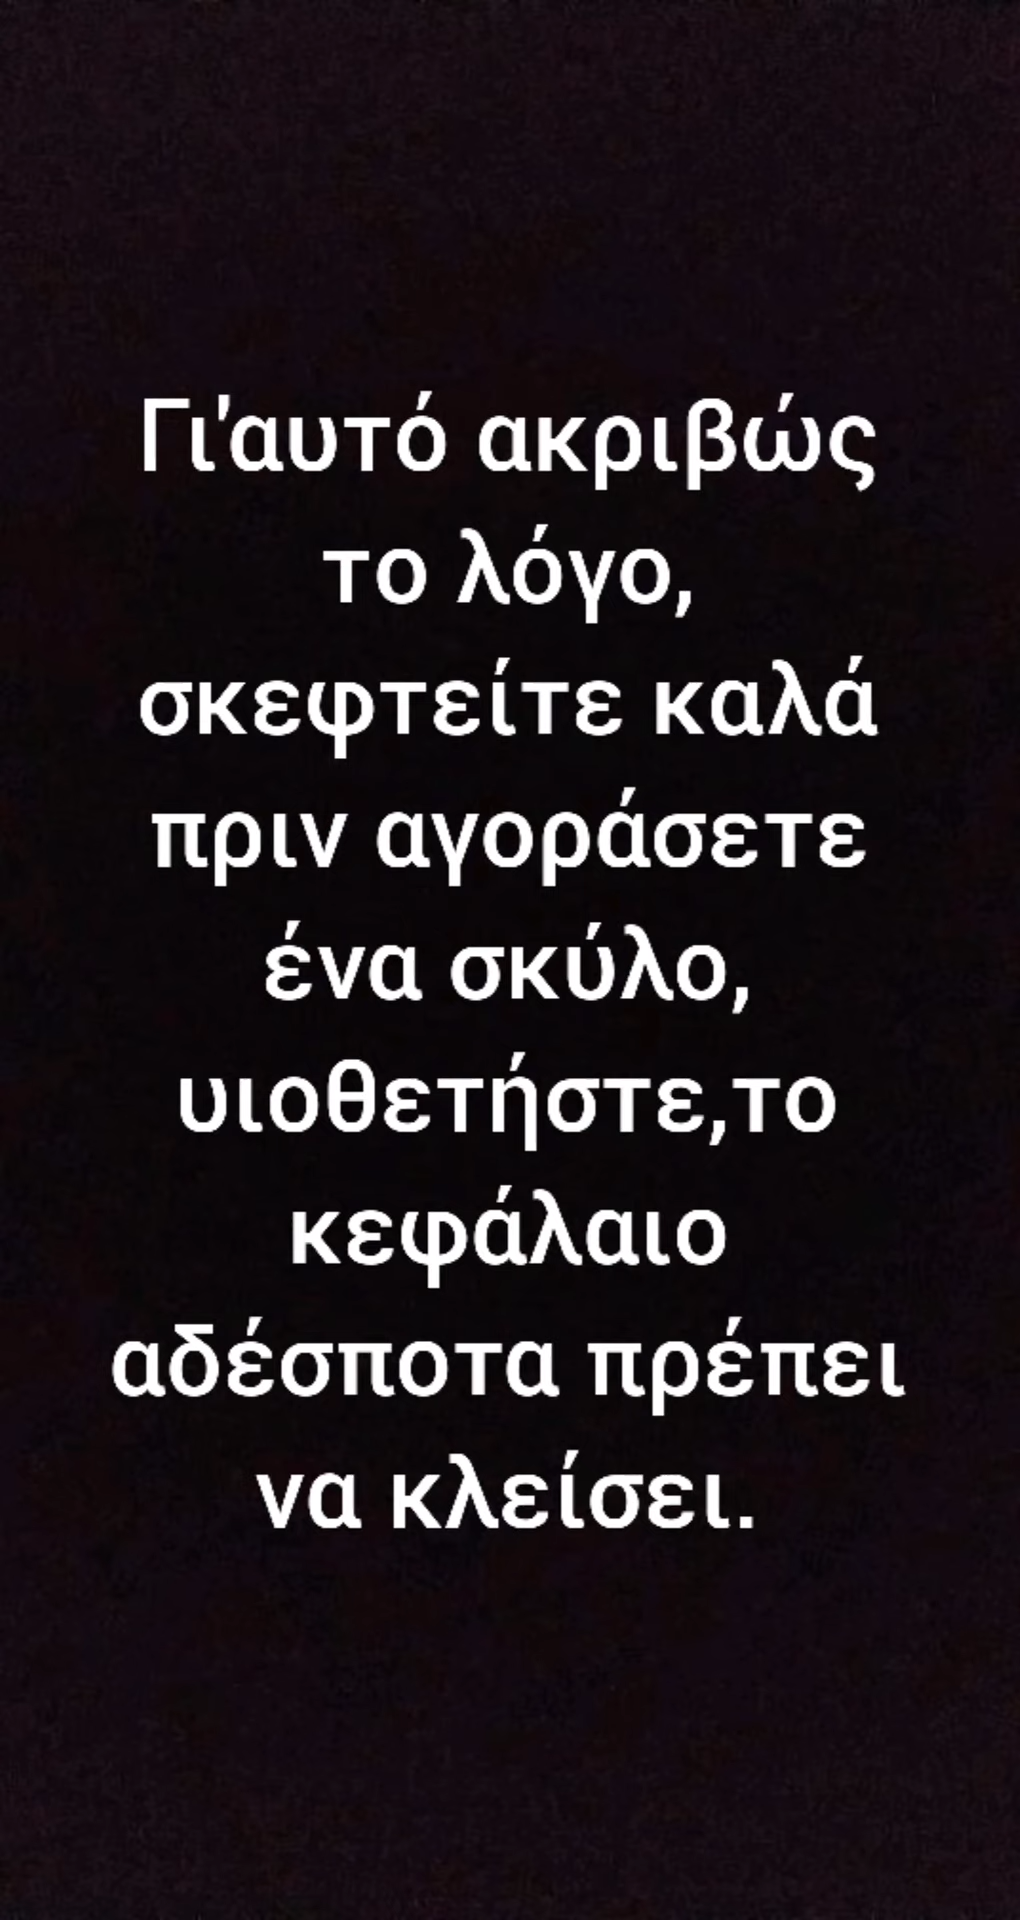 Γι'αυτό ακριβώς
το λόγο,
σκεφτείτε καλά
πριν αγοράσετε
ένα σκύλο,
υιοθετήστε,το
κεφάλαιο
αδέσποτα πρέπει
να κλείσει.